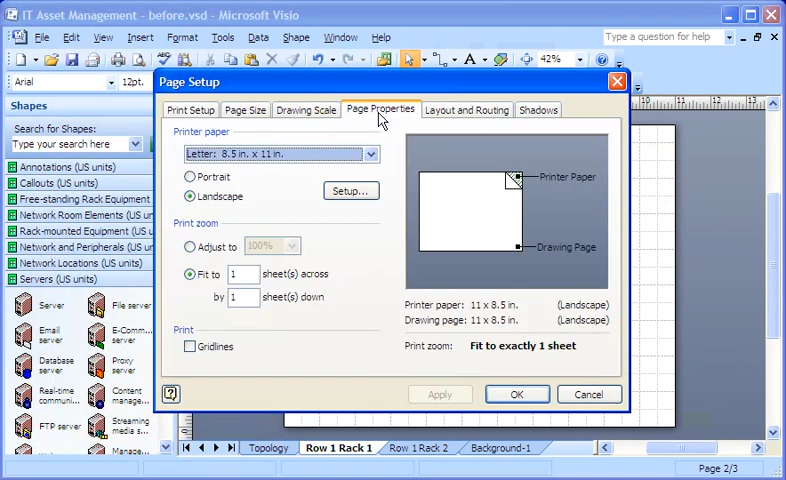 IT Asset Management - before.vsd - Microsoft Visio
File Edit View Insert Format Tools Data Shape Window Help
Type a question for help
42%
Arial 12pt.
Page Setup
Print Setup Page Size Drawing Scale Page Properties Layout and Routing Shadows
Shapes
Search for Shapes:
Type your search here
Annotations (US units)
Callouts (US units)
Free-standing Rack Equipment
Network Room Elements (US
Rack-mounted Equipment (US
Network and Peripherals (US
Network Locations (US units)
Servers (US units)
Server
File server
Email server
E-Comm... server
Database server
Proxy server
Real-time communi...
Content manage...
FTP server
Streaming media s...
Printer paper
Letter: 8.5 in. x 11 in.
Portrait
Landscape
Setup...
Print zoom
Adjust to 100%
Fit to 1 sheet(s) across
by 1 sheet(s) down
Print
Gridlines
Printer Paper
Drawing Page
Printer paper: 11 x 8.5 in. (Landscape)
Drawing page: 11 x 8.5 in. (Landscape)
Print zoom: Fit to exactly 1 sheet
Apply OK Cancel
10 11 12
Topology Row 1 Rack 1 Row 1 Rack 2 Background-1
Page 2/3